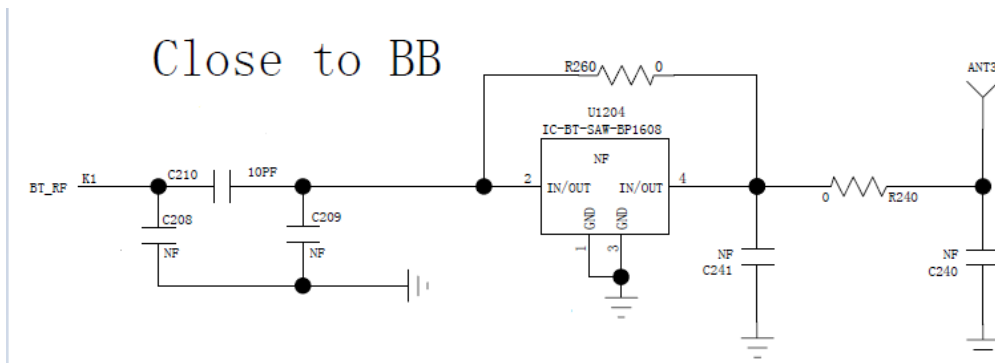 Close to BB
R260 0
ANT3
U1204
IC-BT-SAW-BP1608
NF
BT_RF K1 C210 10PF 2 IN/OUT IN/OUT 4
0 R240
C208 C209
GND GND
NF NF
1 3
NF
C241
NF
C240